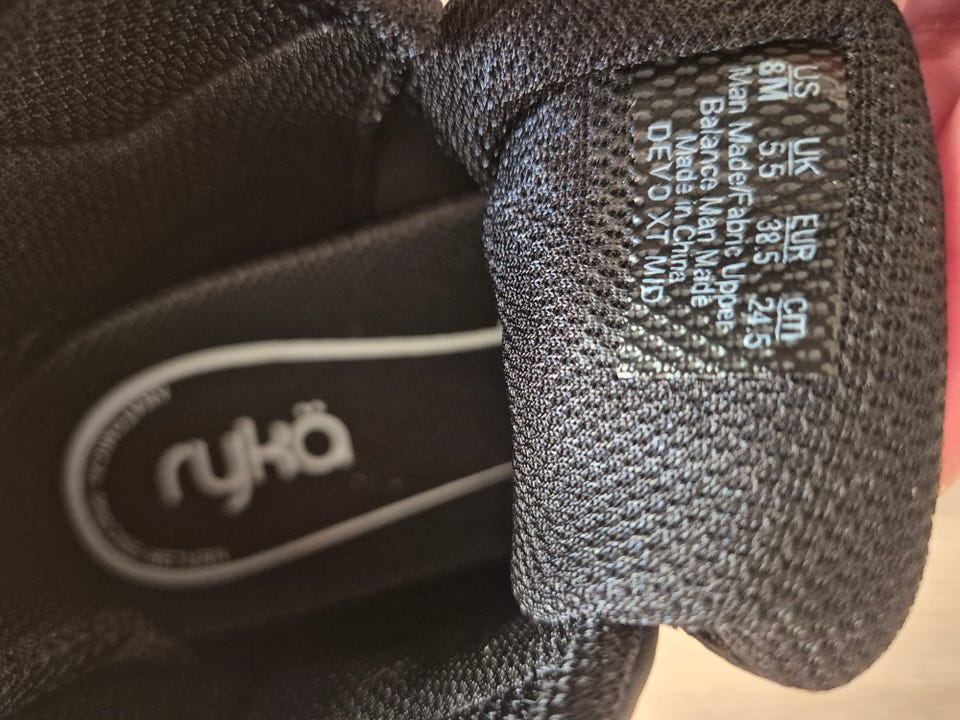 US UK EUR cm
8M 5.5 38.5 24.5
Man Made/Fabric Upper
Balance Man Made
Made in China
DEVO XT MID
rykä